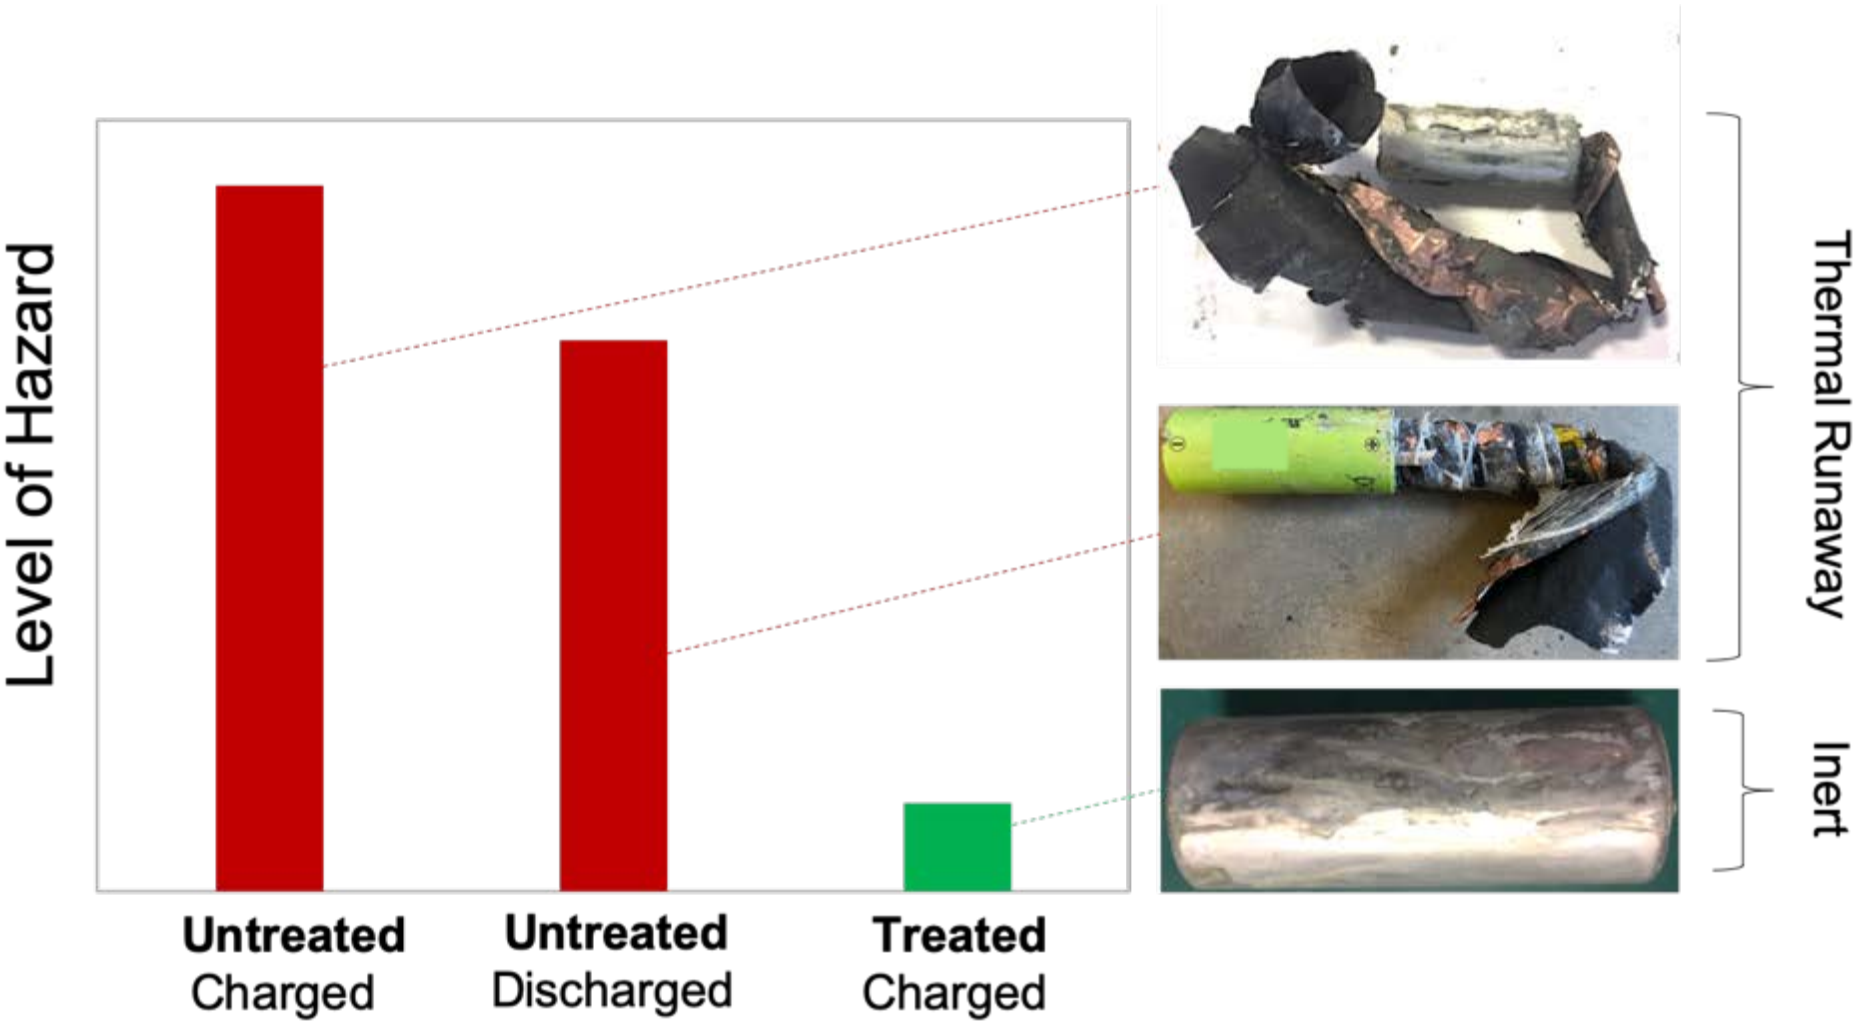 Level of Hazard
Untreated
Charged
Untreated
Discharged
Treated
Charged
Thermal Runaway
Inert